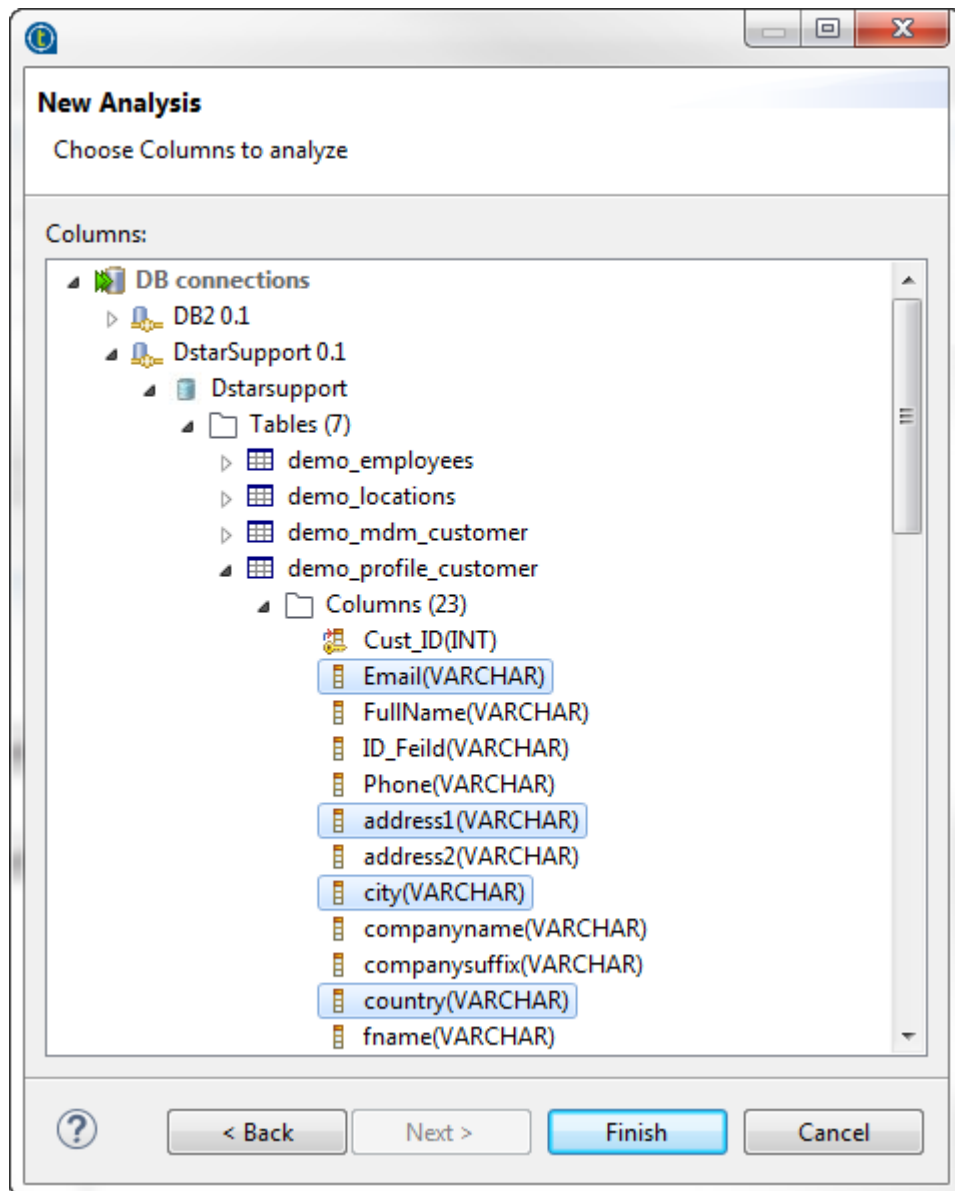 New Analysis
Choose Columns to analyze
Columns:
DB connections
DB2 0.1
DstarSupport 0.1
Dstarsupport
Tables (7)
demo_employees
demo_locations
demo_mdm_customer
demo_profile_customer
Columns (23)
Cust_ID(INT)
Email(VARCHAR)
FullName(VARCHAR)
ID_Feild(VARCHAR)
Phone(VARCHAR)
address1(VARCHAR)
address2(VARCHAR)
city(VARCHAR)
companyname(VARCHAR)
companysuffix(VARCHAR)
country(VARCHAR)
fname(VARCHAR)
? < Back Next > Finish Cancel